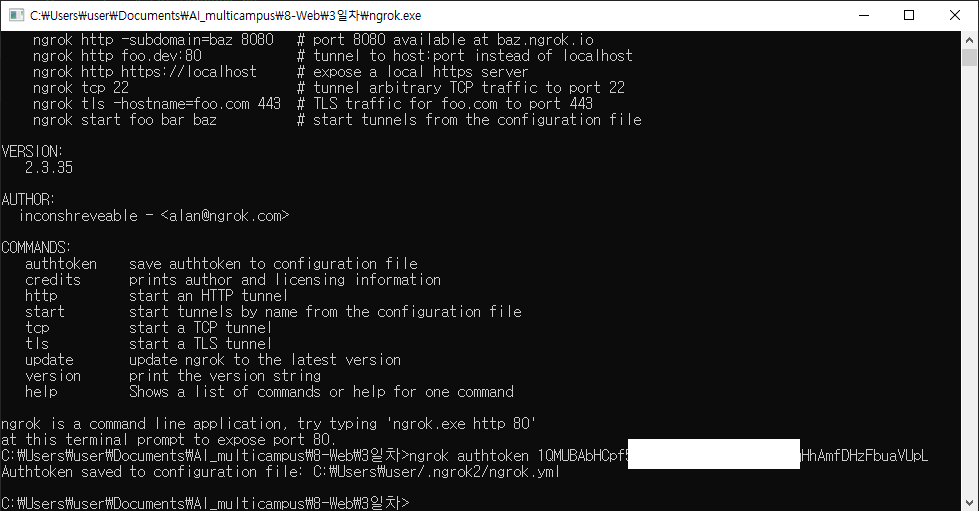 C:₩Users₩user₩Documents₩AI_multicampus₩8-Web₩3일차₩ngrok.exe
ngrok http -subdomain=baz 8080   # port 8080 available at baz.ngrok.io
ngrok http foo.dev:80            # tunnel to host:port instead of localhost
ngrok http https://localhost     # expose a local https server
ngrok tcp 22                     # tunnel arbitrary TCP traffic to port 22
ngrok tls -hostname=foo.com 443  # TLS traffic for foo.com to port 443
ngrok start foo bar baz          # start tunnels from the configuration file
VERSION:
2.3.35
AUTHOR:
inconshreveable - <alan@ngrok.com>
COMMANDS:
authtoken    save authtoken to configuration file
credits      prints author and licensing information
http         start an HTTP tunnel
start        start tunnels by name from the configuration file
tcp          start a TCP tunnel
tls          start a TLS tunnel
update       update ngrok to the latest version
version      print the version string
help         Shows a list of commands or help for one command
ngrok is a command line application, try typing 'ngrok.exe http 80'
at this terminal prompt to expose port 80.
C:₩Users₩user₩Documents₩AI_multicampus₩8-Web₩3일차>ngrok authtoken 1QMUBAbHCpf HhAmfDHzFbuaVUpL
Authtoken saved to configuration file: C:₩Users₩user/.ngrok2/ngrok.yml
C:₩Users₩user₩Documents₩AI_multicampus₩8-Web₩3일차>